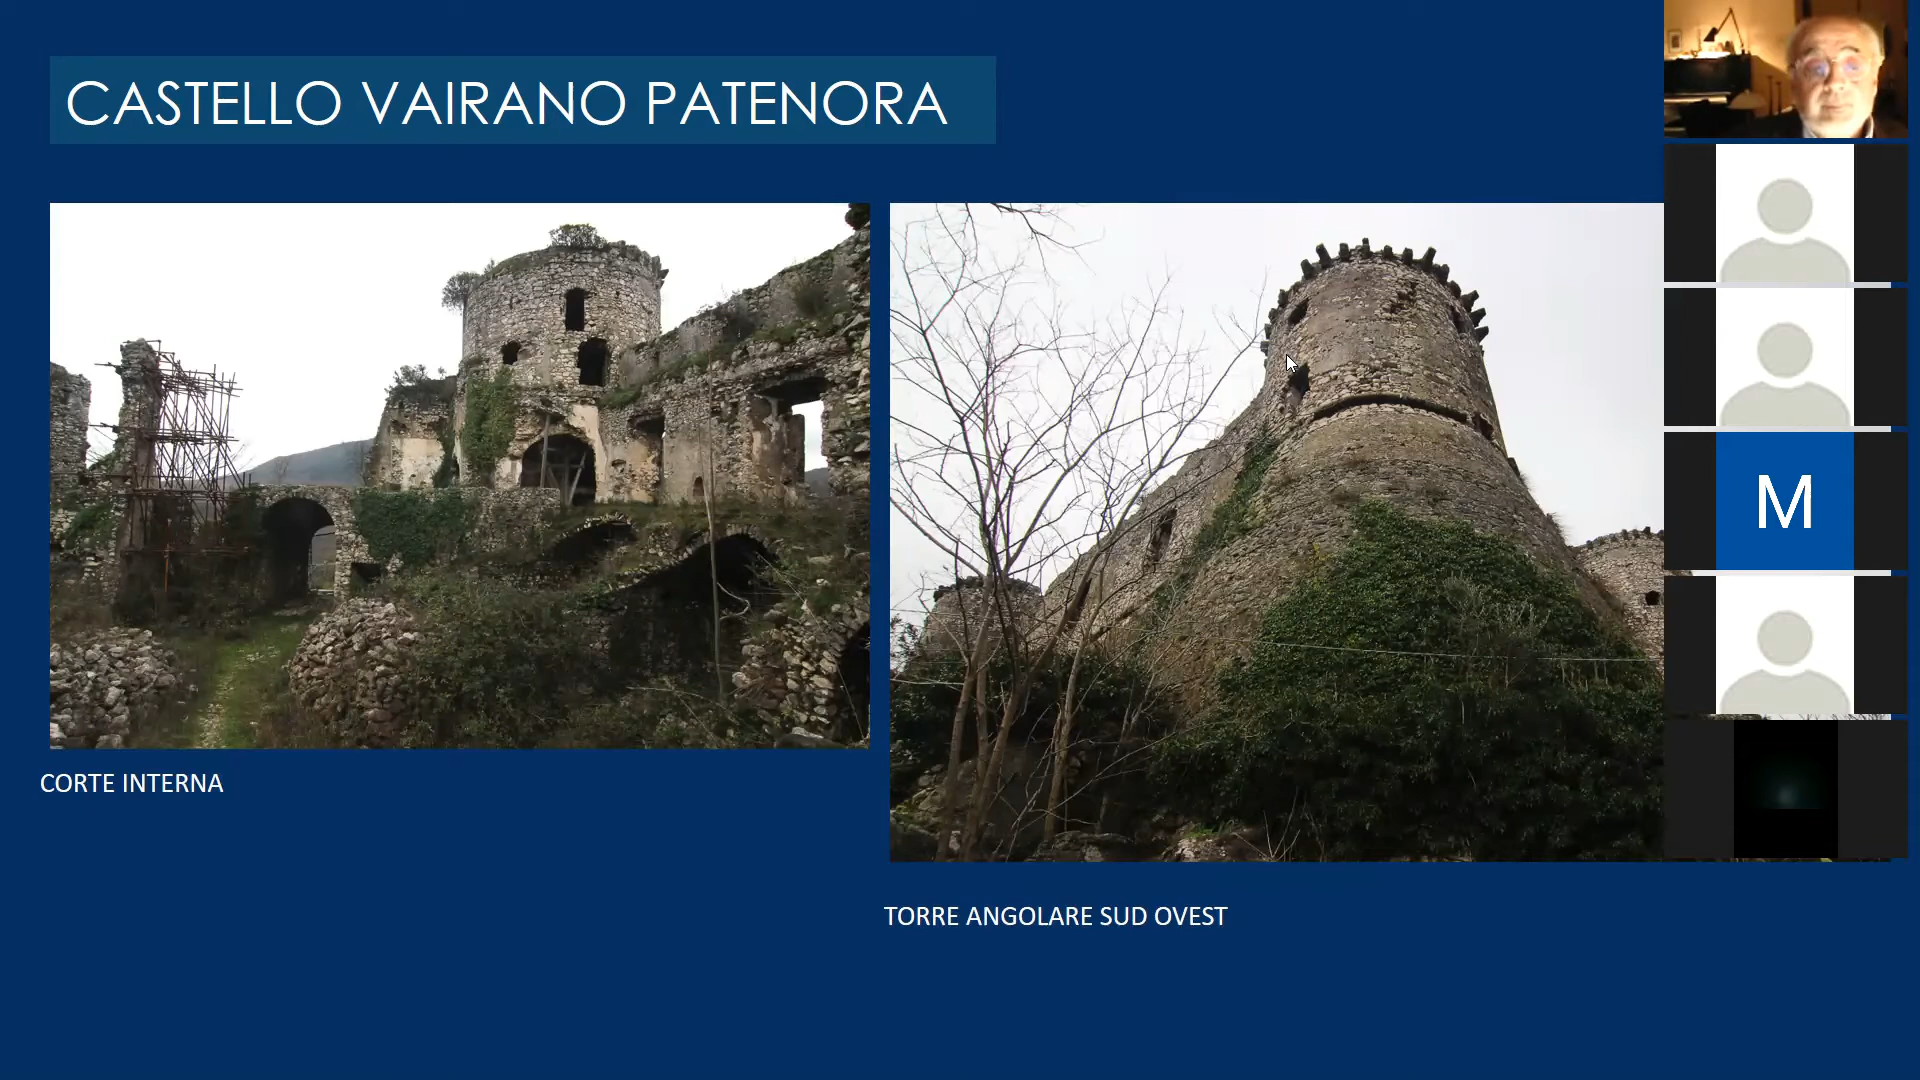 CASTELLO VAIRANO PATENORA
M
CORTE INTERNA
TORRE ANGOLARE SUD OVEST